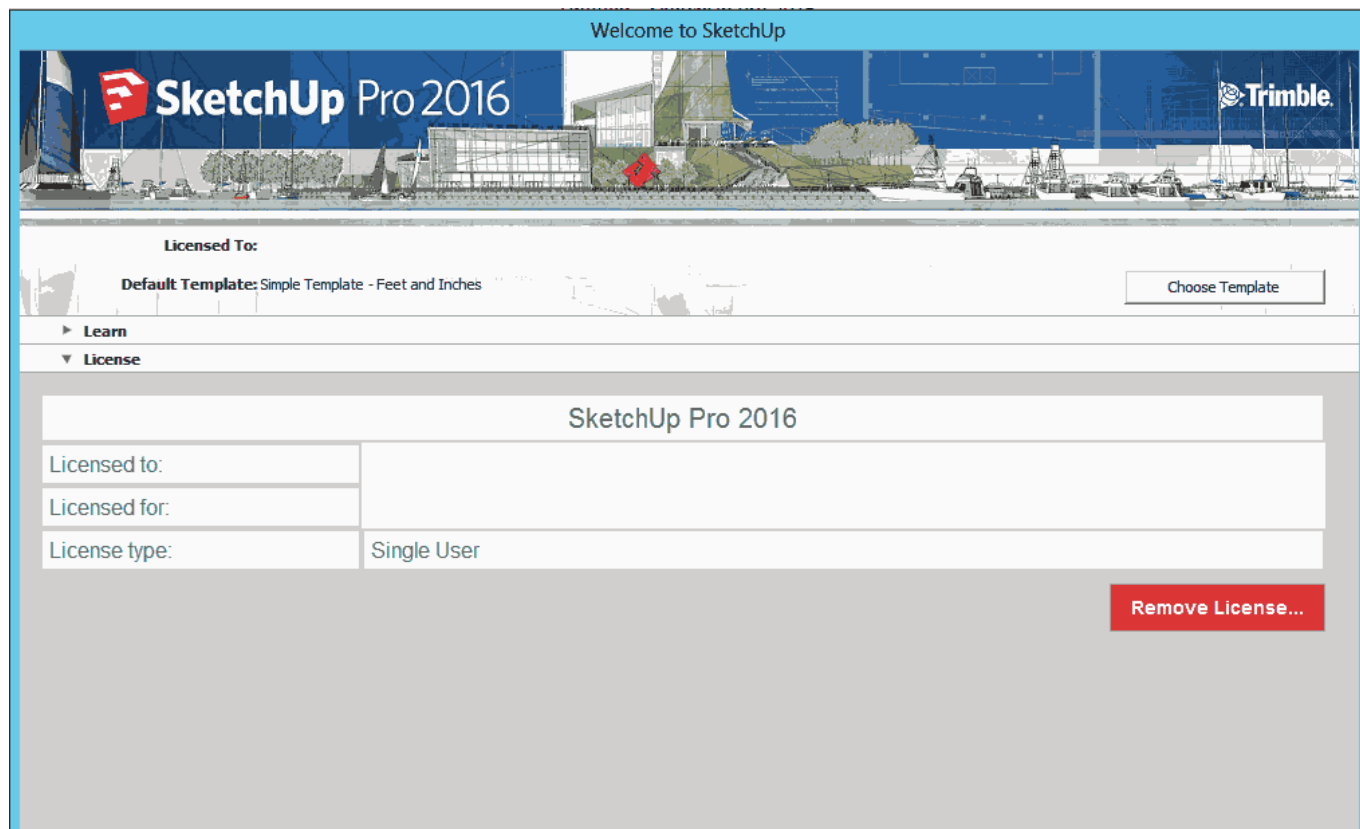 Welcome to SketchUp
SketchUp Pro 2016
Trimble.
Licensed To:
Default Template: Simple Template - Feet and Inches
Choose Template
Learn
License
SketchUp Pro 2016
Licensed to:
Licensed for:
License type: Single User
Remove License...